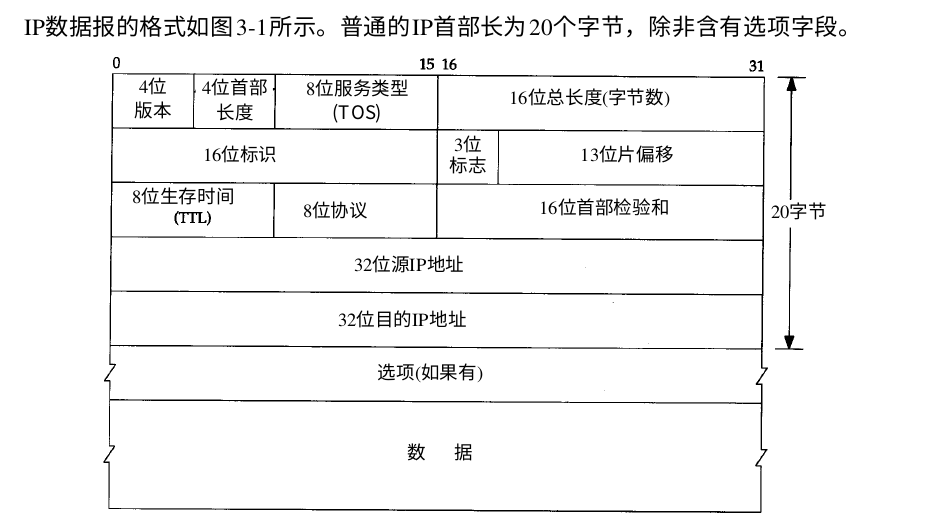 IP数据报的格式如图3-1所示。普通的IP首部长为20个字节，除非含有选项字段。
0 15 16 31
4位 版本
4位首部 长度
8位服务类型 (TOS)
16位总长度(字节数)
16位标识
3位 标志
13位片偏移
8位生存时间 (TTL)
8位协议
16位首部检验和
20字节
32位源IP地址
32位目的IP地址
选项(如果有)
数 据